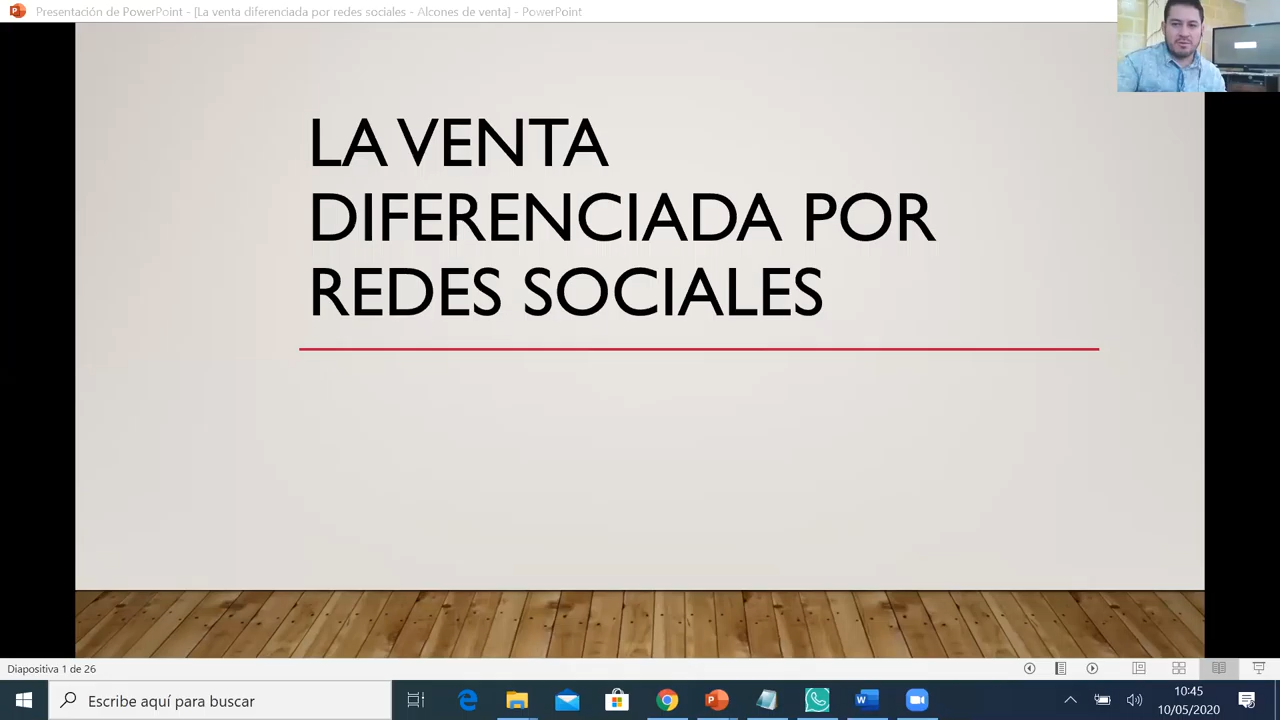 Presentación de PowerPoint - [La venta diferenciada por redes sociales - Alcones de venta] - PowerPoint
LA VENTA
DIFERENCIADA POR
REDES SOCIALES
Diapositiva 1 de 26
Escribe aquí para buscar
10:45
10/05/2020